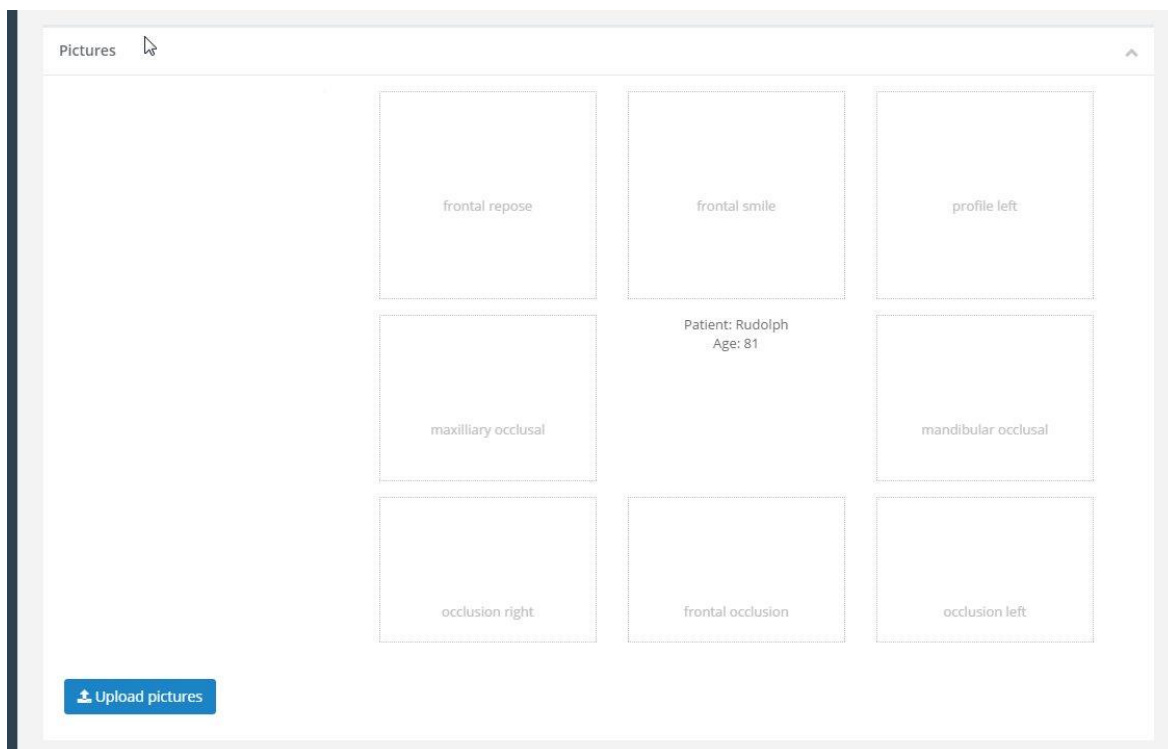 Pictures
frontal repose
frontal smile
profile left
Patient: Rudolph
Age: 81
maxilliary occlusal
mandibular occlusal
occlusion right
frontal occlusion
occlusion left
Upload pictures